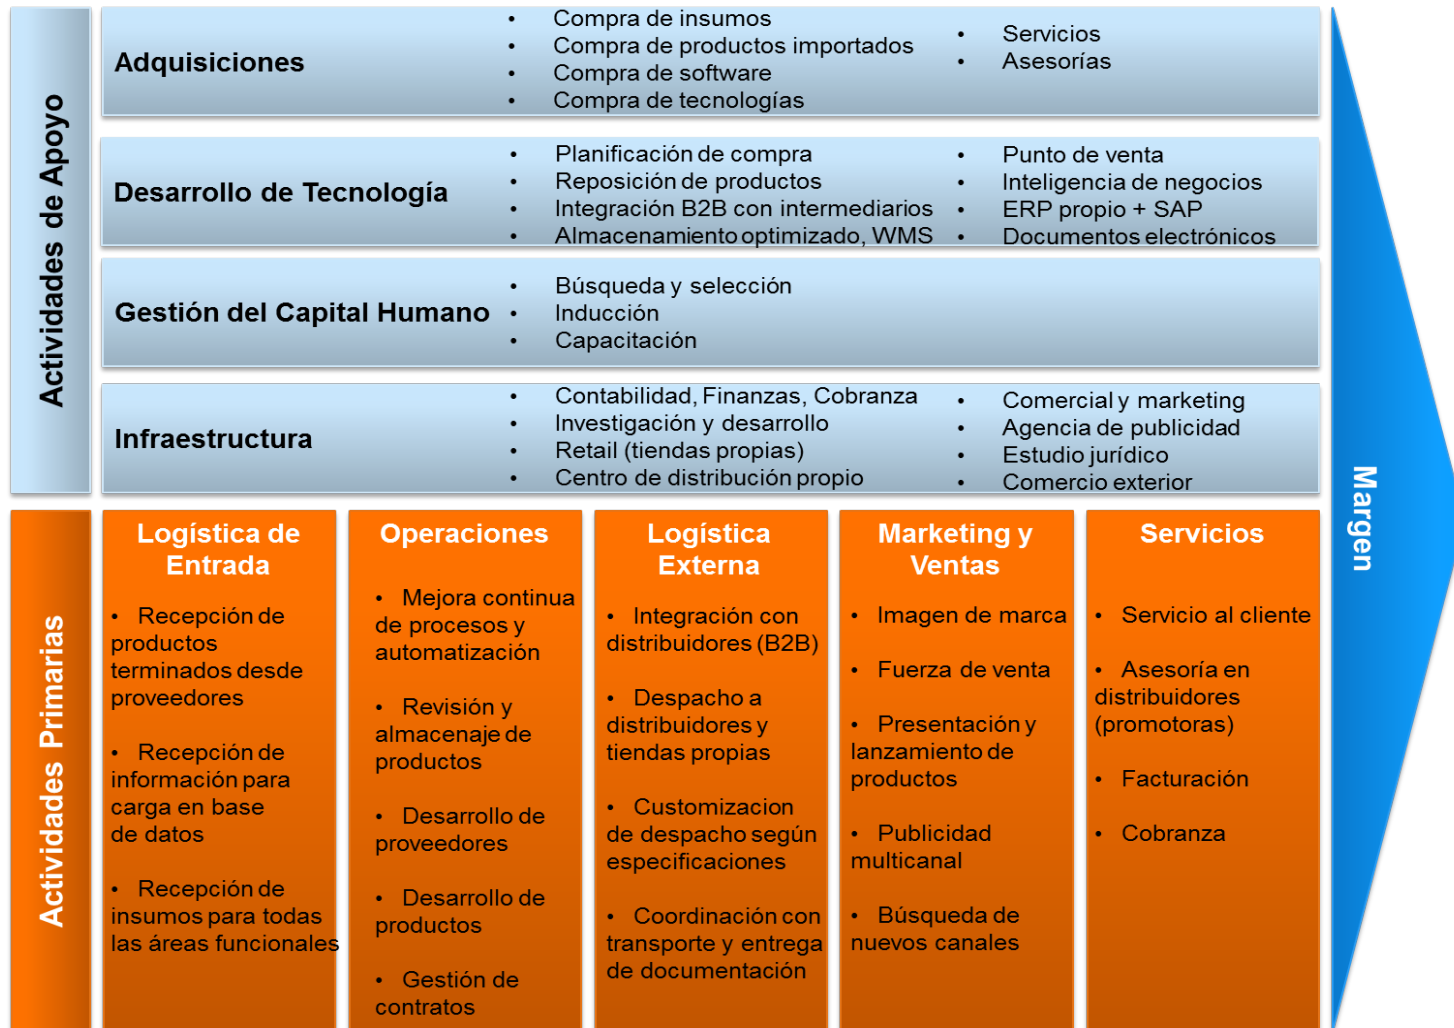 Actividades de Apoyo
Adquisiciones
• Compra de insumos
• Compra de productos importados
• Compra de software
• Compra de tecnologías
• Servicios
• Asesorías
Desarrollo de Tecnología
• Planificación de compra
• Reposición de productos
• Integración B2B con intermediarios
• Almacenamiento optimizado, WMS
• Punto de venta
• Inteligencia de negocios
• ERP propio + SAP
• Documentos electrónicos
Gestión del Capital Humano
• Búsqueda y selección
• Inducción
• Capacitación
Infraestructura
• Contabilidad, Finanzas, Cobranza
• Investigación y desarrollo
• Retail (tiendas propias)
• Centro de distribución propio
• Comercial y marketing
• Agencia de publicidad
• Estudio jurídico
• Comercio exterior
Actividades Primarias
Logística de
Entrada
• Recepción de
productos
terminados desde
proveedores
• Recepción de
información para
carga en base
de datos
• Recepción de
insumos para todas
las áreas funcionales
Operaciones
• Mejora continua
de procesos y
automatización
• Revisión y
almacenaje de
productos
• Desarrollo de
proveedores
• Desarrollo de
productos
• Gestión de
contratos
Logística
Externa
• Integración con
distribuidores (B2B)
• Despacho a
distribuidores y
tiendas propias
• Customizacion
de despacho según
especificaciones
• Coordinación con
transporte y entrega
de documentación
Marketing y
Ventas
• Imagen de marca
• Fuerza de venta
• Presentación y
lanzamiento de
productos
• Publicidad
multicanal
• Búsqueda de
nuevos canales
Servicios
• Servicio al cliente
• Asesoría en
distribuidores
(promotoras)
• Facturación
• Cobranza
Margen